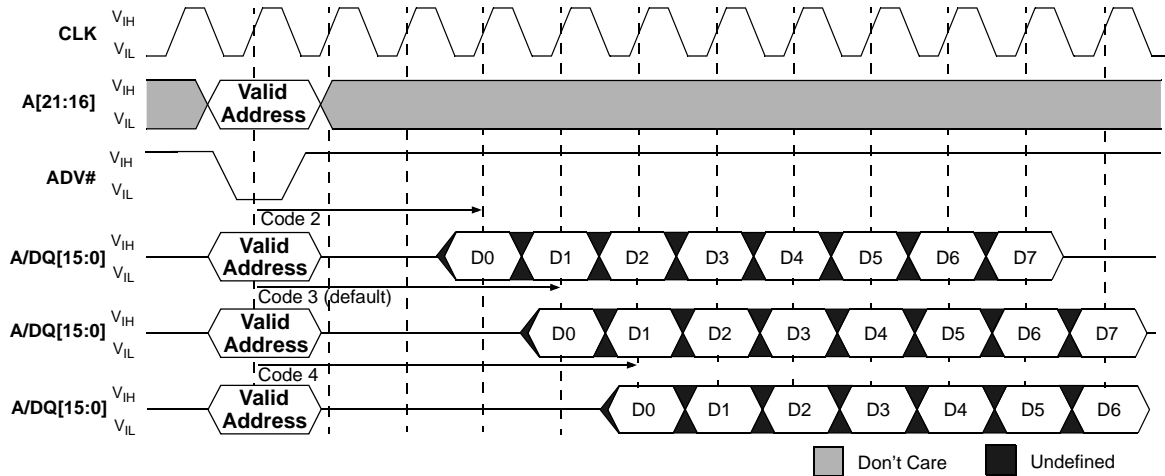 CLK
VIH
VIL
A[21:16]
VIH
VIL
Valid
Address
ADV#
VIH
VIL
Code 2
A/DQ[15:0]
VIH
VIL
Valid
Address
D0 D1 D2 D3 D4 D5 D6 D7
Code 3 (default)
A/DQ[15:0]
VIH
VIL
Valid
Address
D0 D1 D2 D3 D4 D5 D6 D7
Code 4
A/DQ[15:0]
VIH
VIL
Valid
Address
D0 D1 D2 D3 D4 D5 D6
Don't Care Undefined